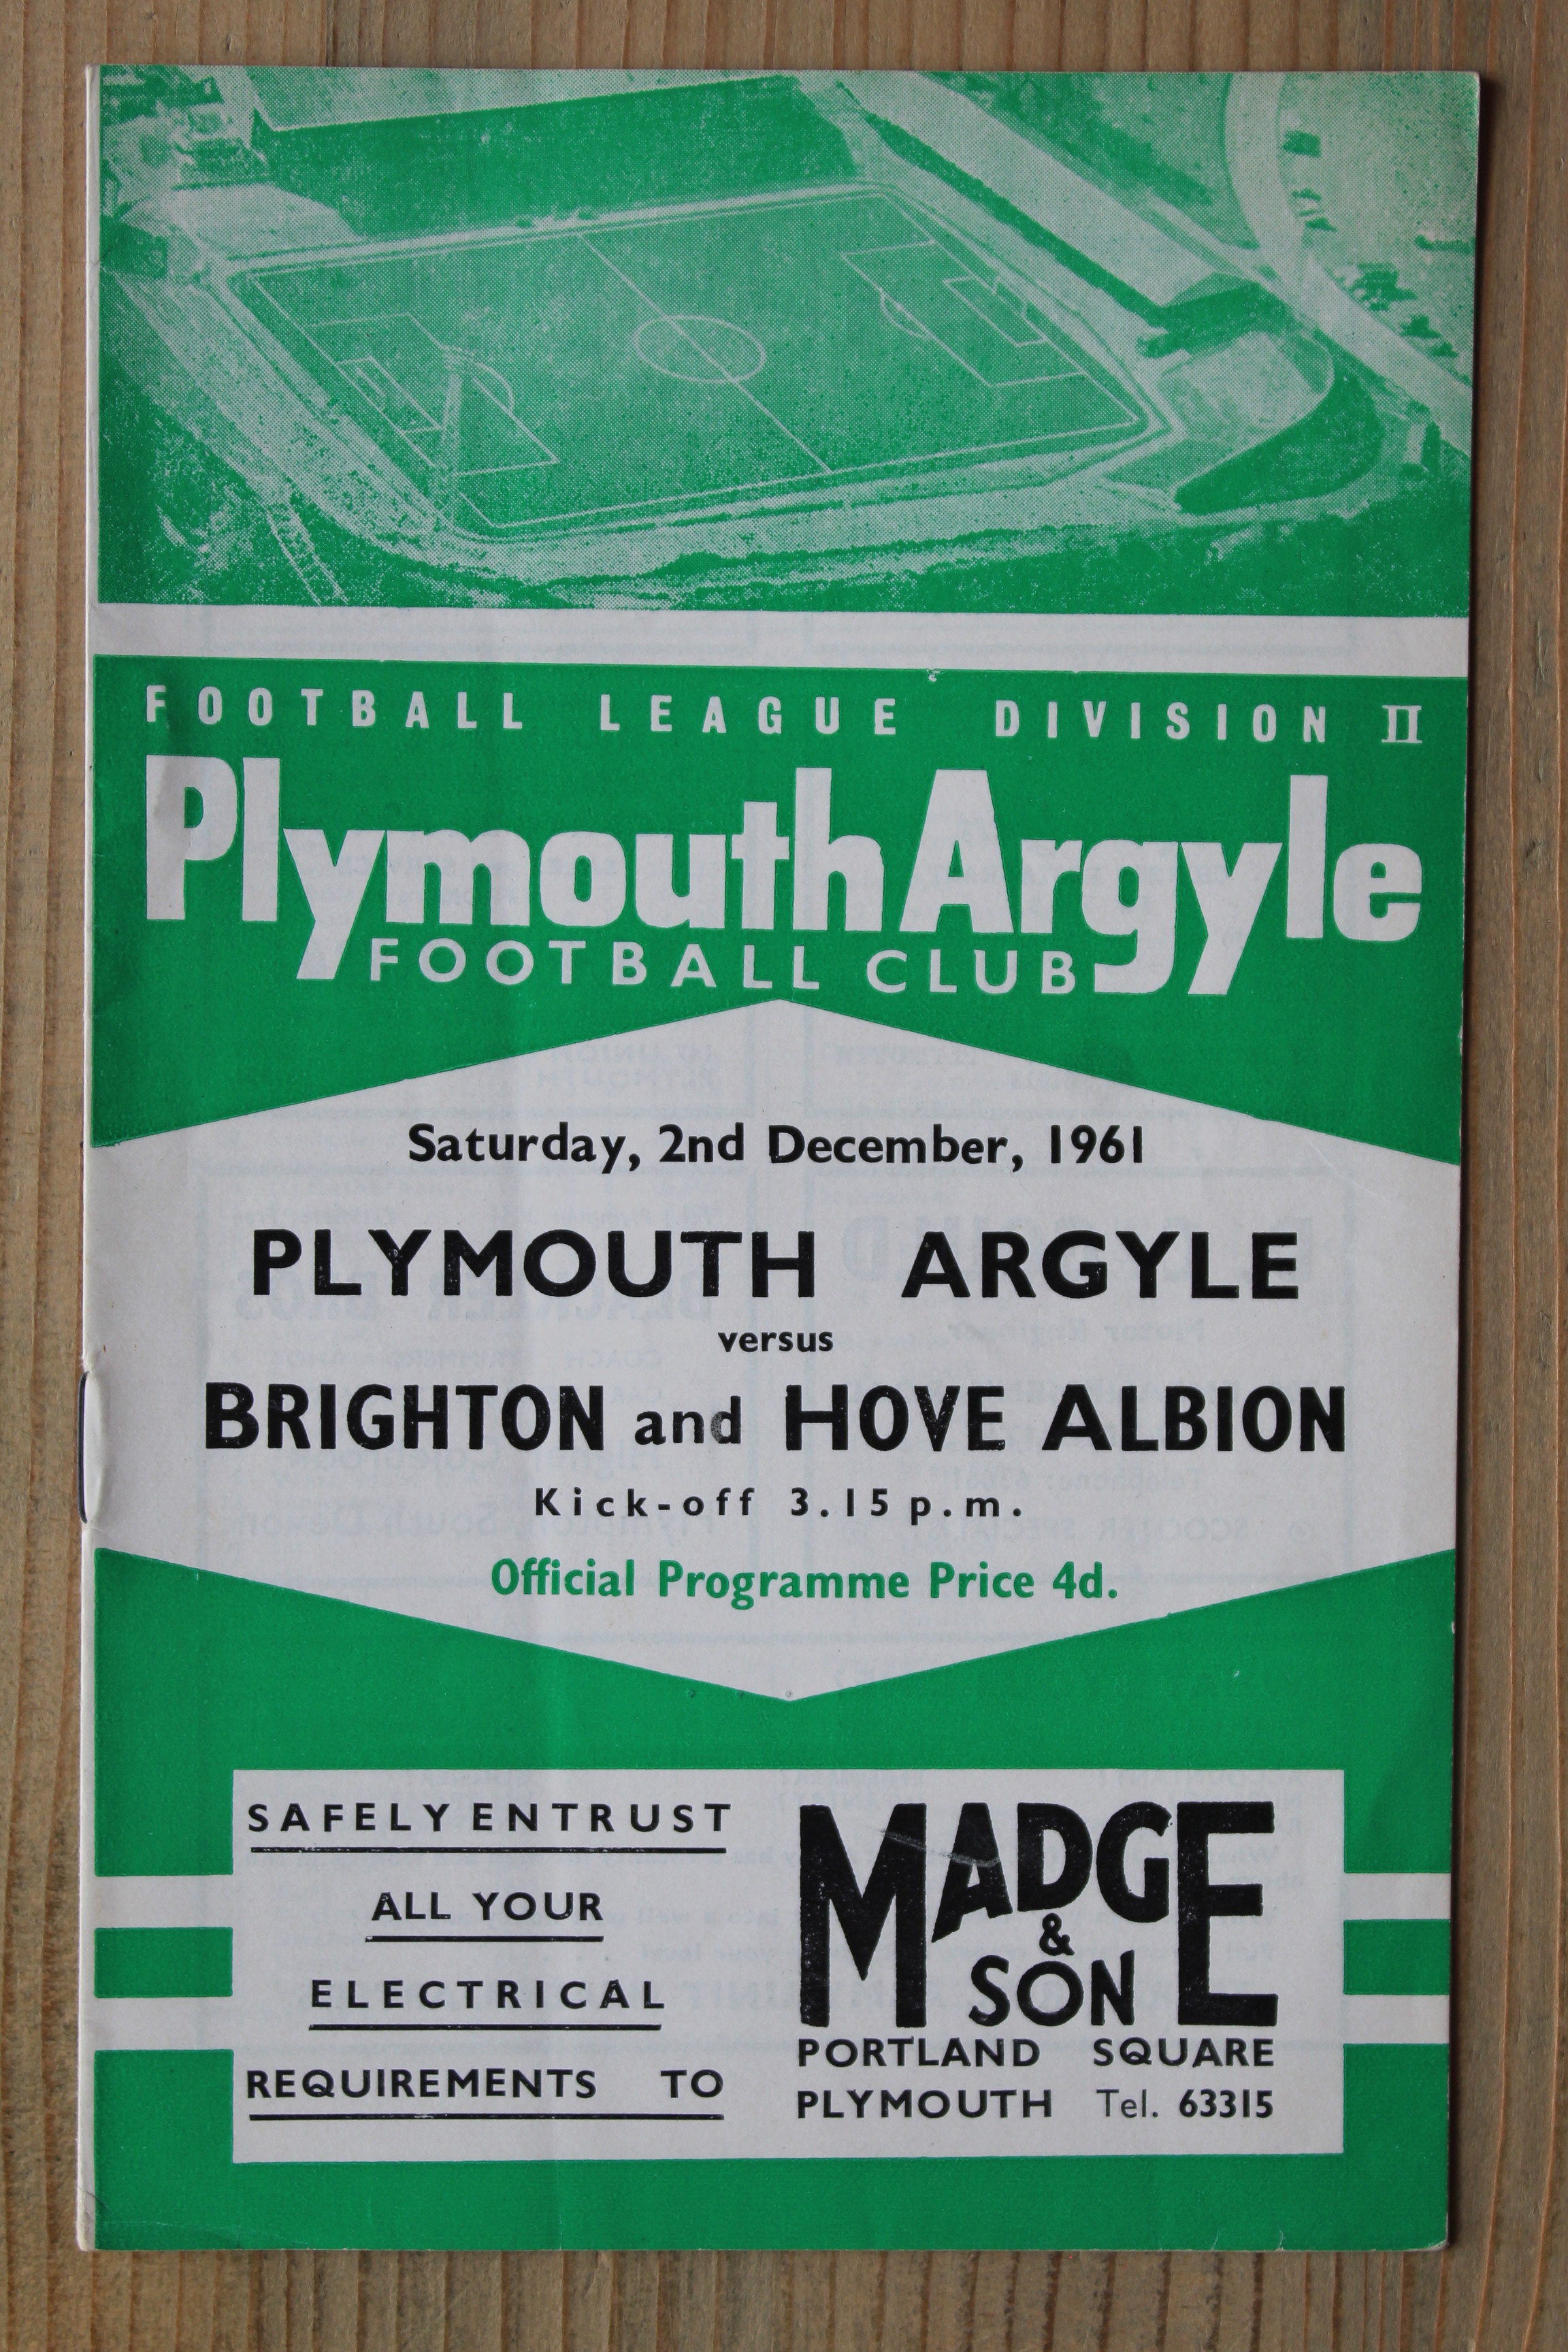 FOOTBALL LEAGUE DIVISION II
Plymouth Argyle
FOOTBALL CLUB
Saturday, 2nd December, 1961
PLYMOUTH ARGYLE
versus
BRIGHTON and HOVE ALBION
Kick-off 3.15 p.m.
Official Programme Price 4d.
SAFELY ENTRUST
ALL YOUR
ELECTRICAL
REQUIREMENTS TO
MADGE
& SON
PORTLAND SQUARE
PLYMOUTH Tel. 63315